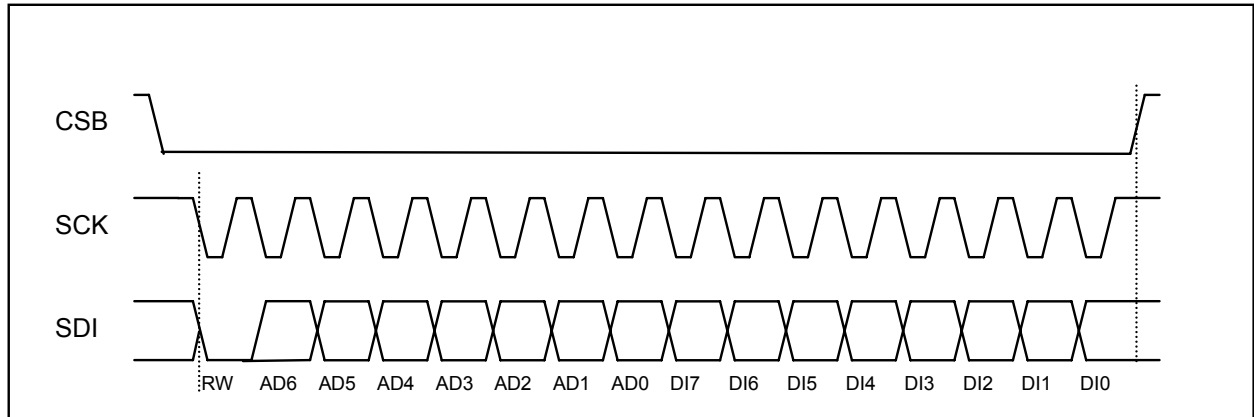 CSB
SCK
SDI
RW AD6 AD5 AD4 AD3 AD2 AD1 AD0 DI7 DI6 DI5 DI4 DI3 DI2 DI1 DI0